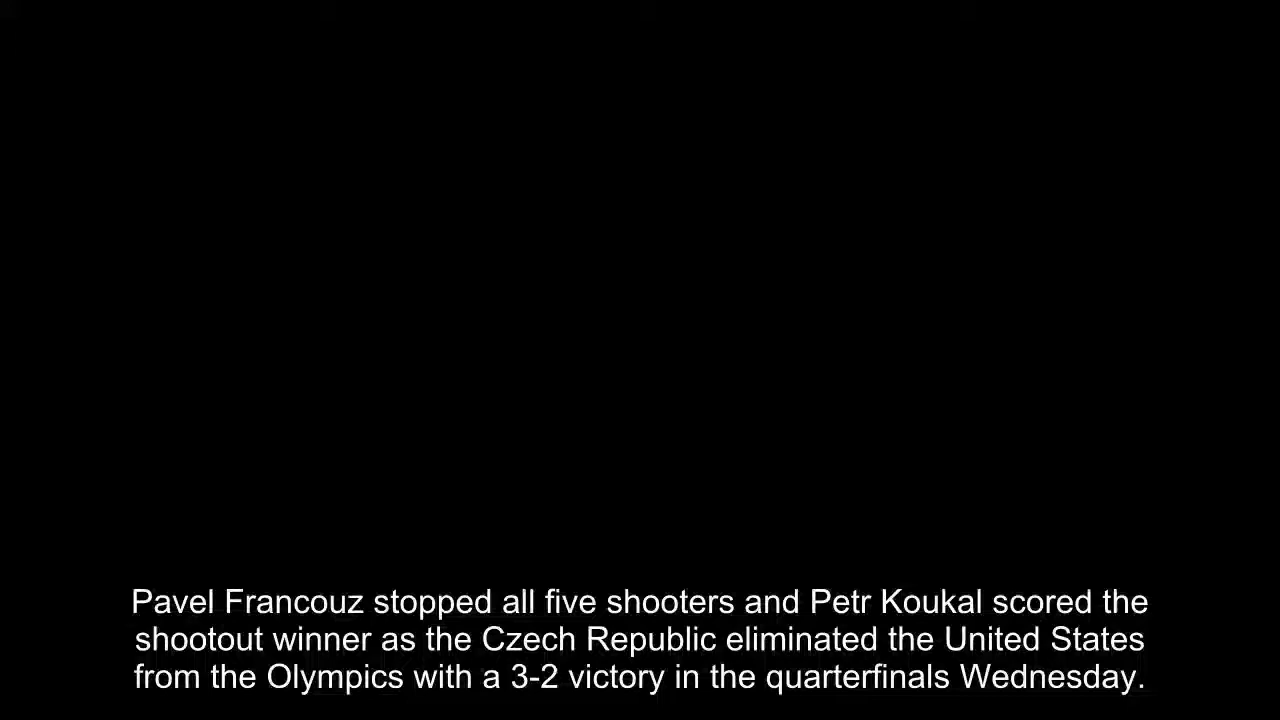 Pavel Francouz stopped all five shooters and Petr Koukal scored the
shootout winner as the Czech Republic eliminated the United States
from the Olympics with a 3-2 victory in the quarterfinals Wednesday.